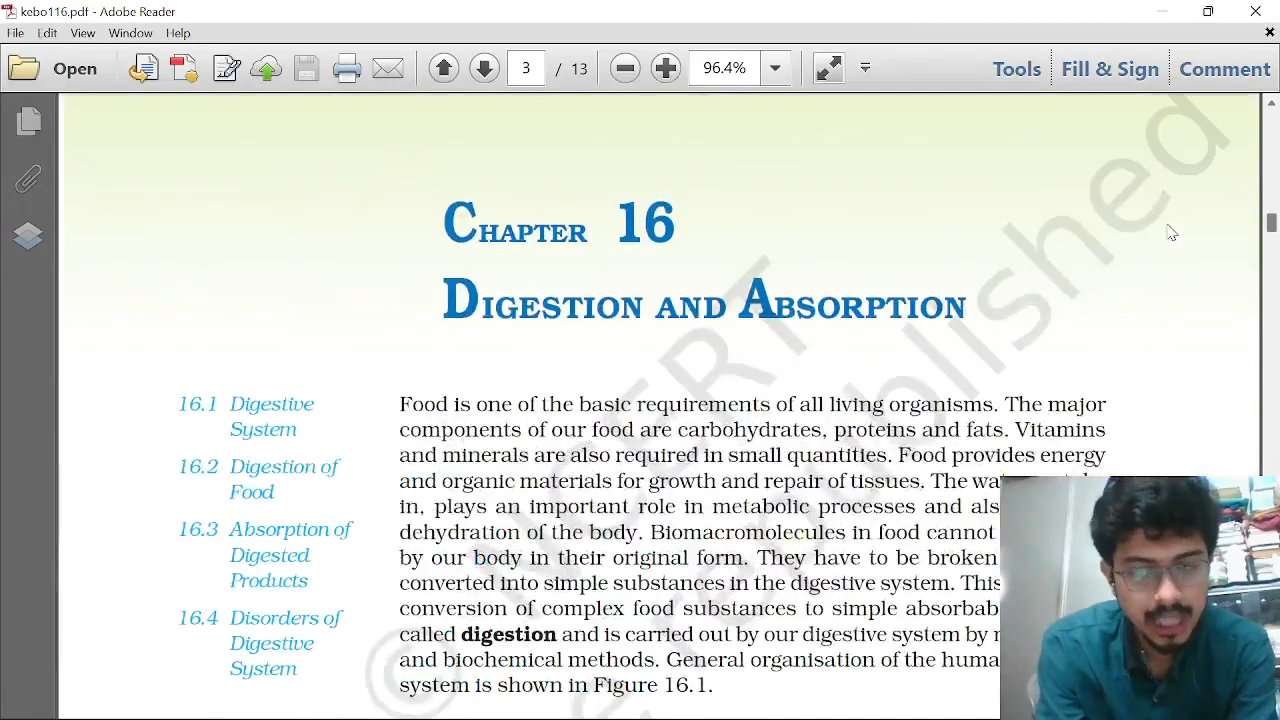 kebo116.pdf - Adobe Reader
File Edit View Window Help
Open 3 / 13 96.4% Tools Fill & Sign Comment
CHAPTER 16
DIGESTION AND ABSORPTION
16.1 Digestive
System
16.2 Digestion of
Food
16.3 Absorption of
Digested
Products
16.4 Disorders of
Digestive
System
Food is one of the basic requirements of all living organisms. The major
components of our food are carbohydrates, proteins and fats. Vitamins
and minerals are also required in small quantities. Food provides energy
and organic materials for growth and repair of tissues. The
in, plays an important role in metabolic processes and
dehydration of the body. Biomacromolecules in food cannot
by our body in their original form. They have to be broken
converted into simple substances in the digestive system. This
conversion of complex food substances to simple
called digestion and is carried out by our digestive system by
and biochemical methods. General organisation of the
system is shown in Figure 16.1.
© NCERT
republished